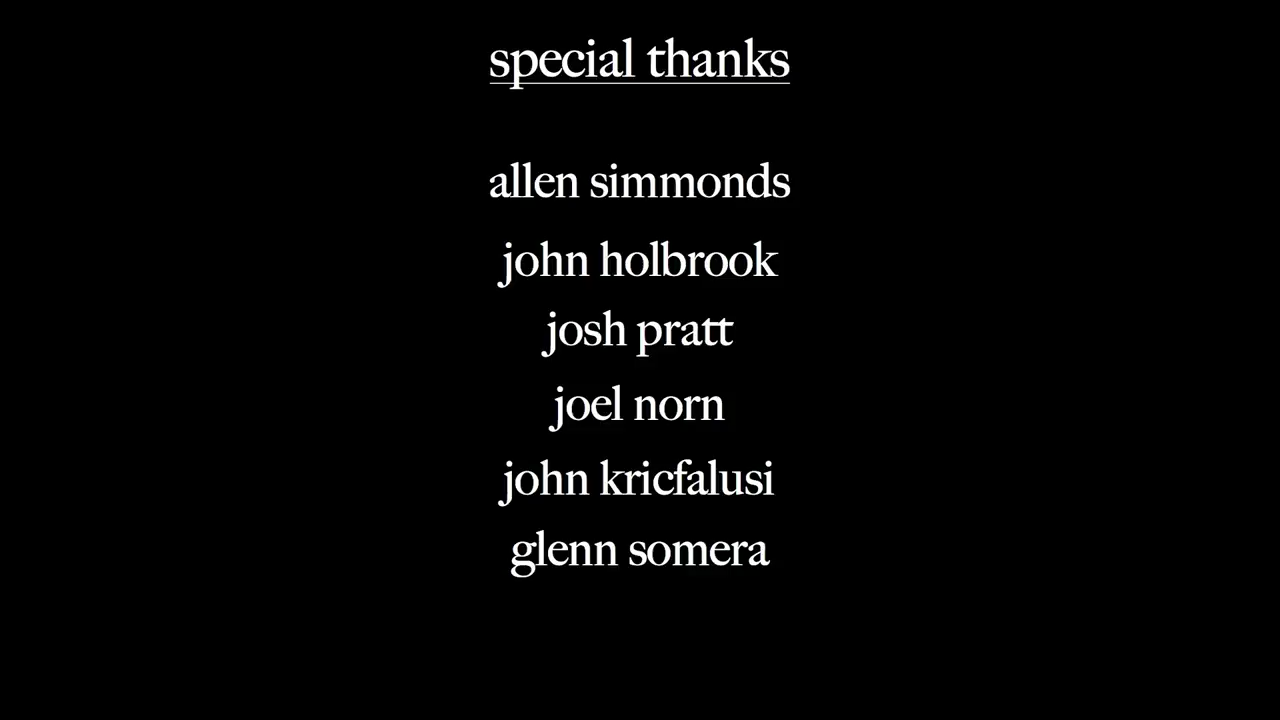 special thanks
allen simmonds
john holbrook
josh pratt
joel norn
john kricfalusi
glenn somera